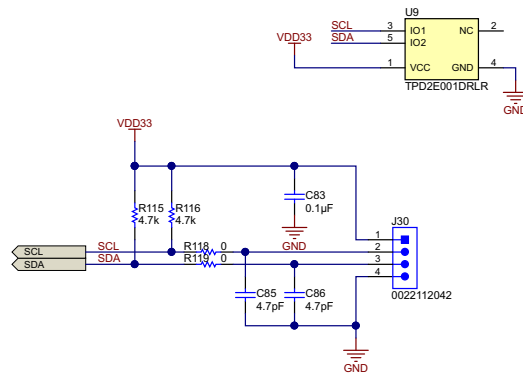 U9
SCL 3 IO1 NC 2
SDA 5 IO2
VDD33
1 VCC GND 4
TPD2E001DRLR
GND
VDD33
R115 R116 C83
4.7k 4.7k 0.1µF
J30
GND 1
SCL SCL R118 0 2
SDA SDA R119 0 3
4
C85 C86
4.7pF 4.7pF 0022112042
GND